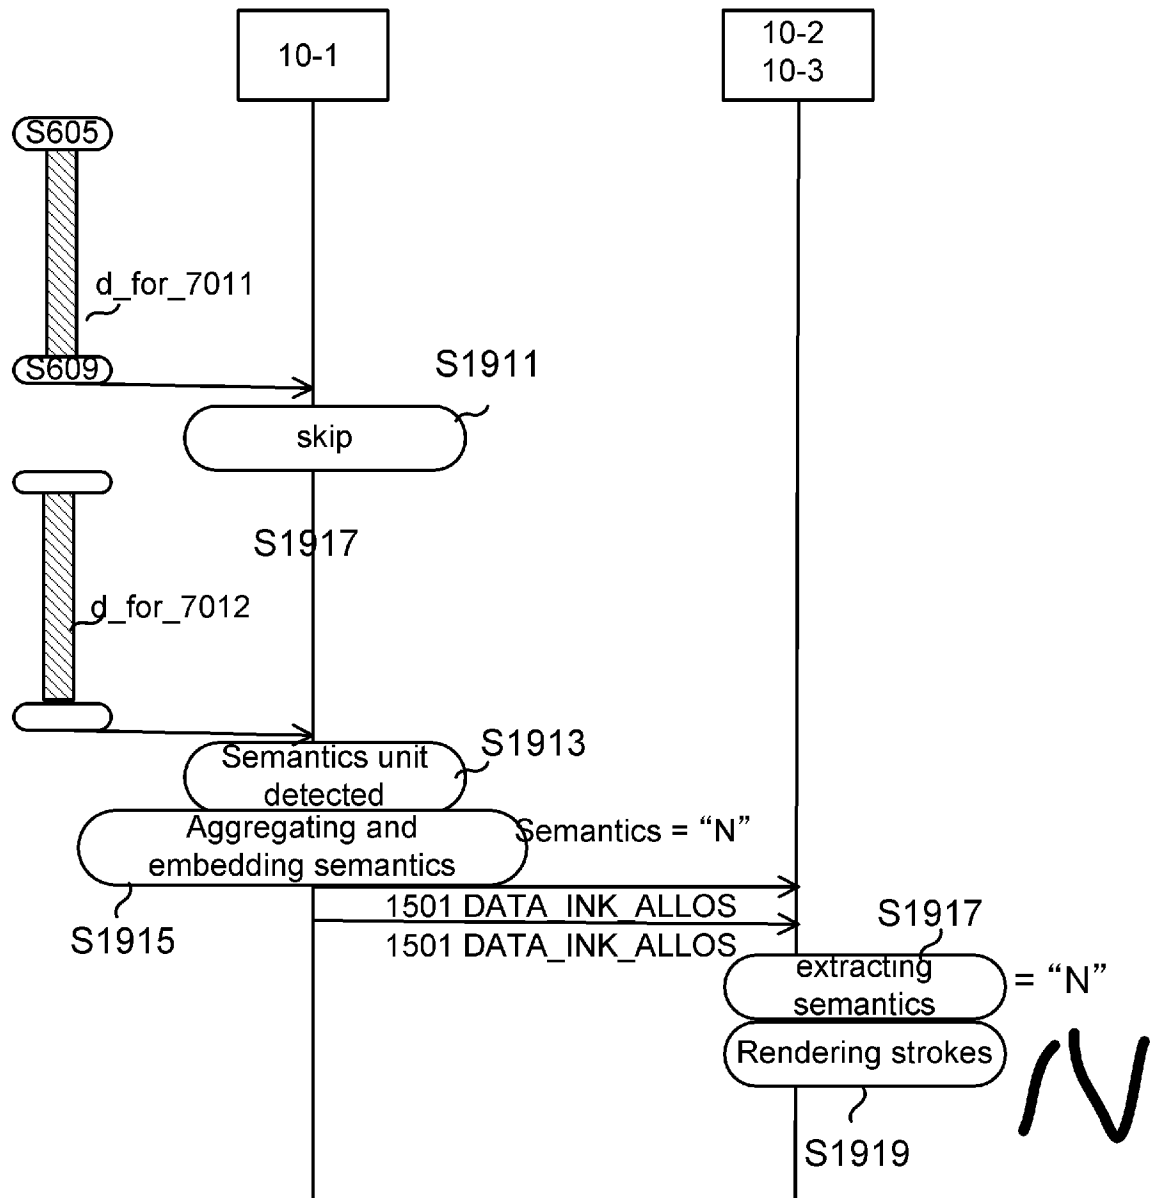 10-1
10-2
10-3
S605
d_for_7011
S609
S1911
skip
S1917
d_for_7012
S1913
Semantics unit
detected
Aggregating and
embedding semantics
Semantics = “N”
1501 DATA_INK_ALLOS
S1915
1501 DATA_INK_ALLOS
S1917
extracting
semantics
= “N”
Rendering strokes
N
S1919